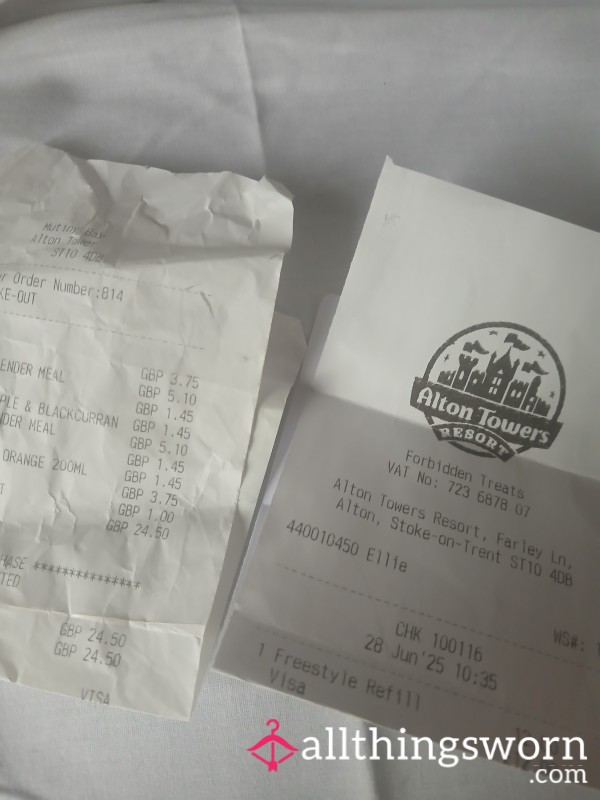 Mutiny Bay
Alton Tower
ST10 4DB
r Order Number:814
KE-OUT
ENDER MEAL
GBP 3.75
GBP 5.10
GBP 1.45
PLE & BLACKCURRAN GBP 1.45
NDER MEAL GBP 5.10
GBP 1.45
ORANGE 200ML GBP 1.45
GBP 3.75
T GBP 1.00
GBP 24.50
HASE ***************
TED
GBP 24.50
GBP 24.50
VISA
Alton Towers
RESORT
Forbidden Treats
VAT No: 723 6878 07
Alton Towers Resort, Farley Ln,
Alton, Stoke-on-Trent ST10 4DB
440010450 Ellie
WS#:
CHK 100116
28 Jun'25 10:35
1 Freestyle Refill
Visa
allthingsworn
.com